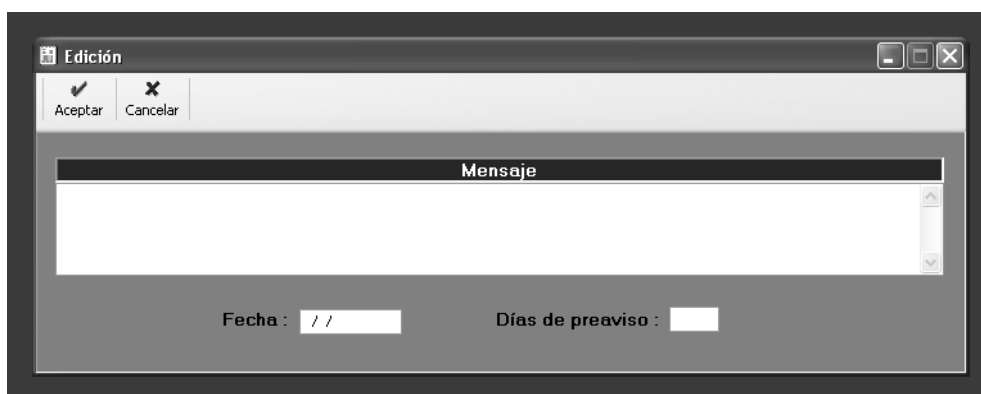 Edición
Aceptar Cancelar
Mensaje
Fecha : / / Días de preaviso :